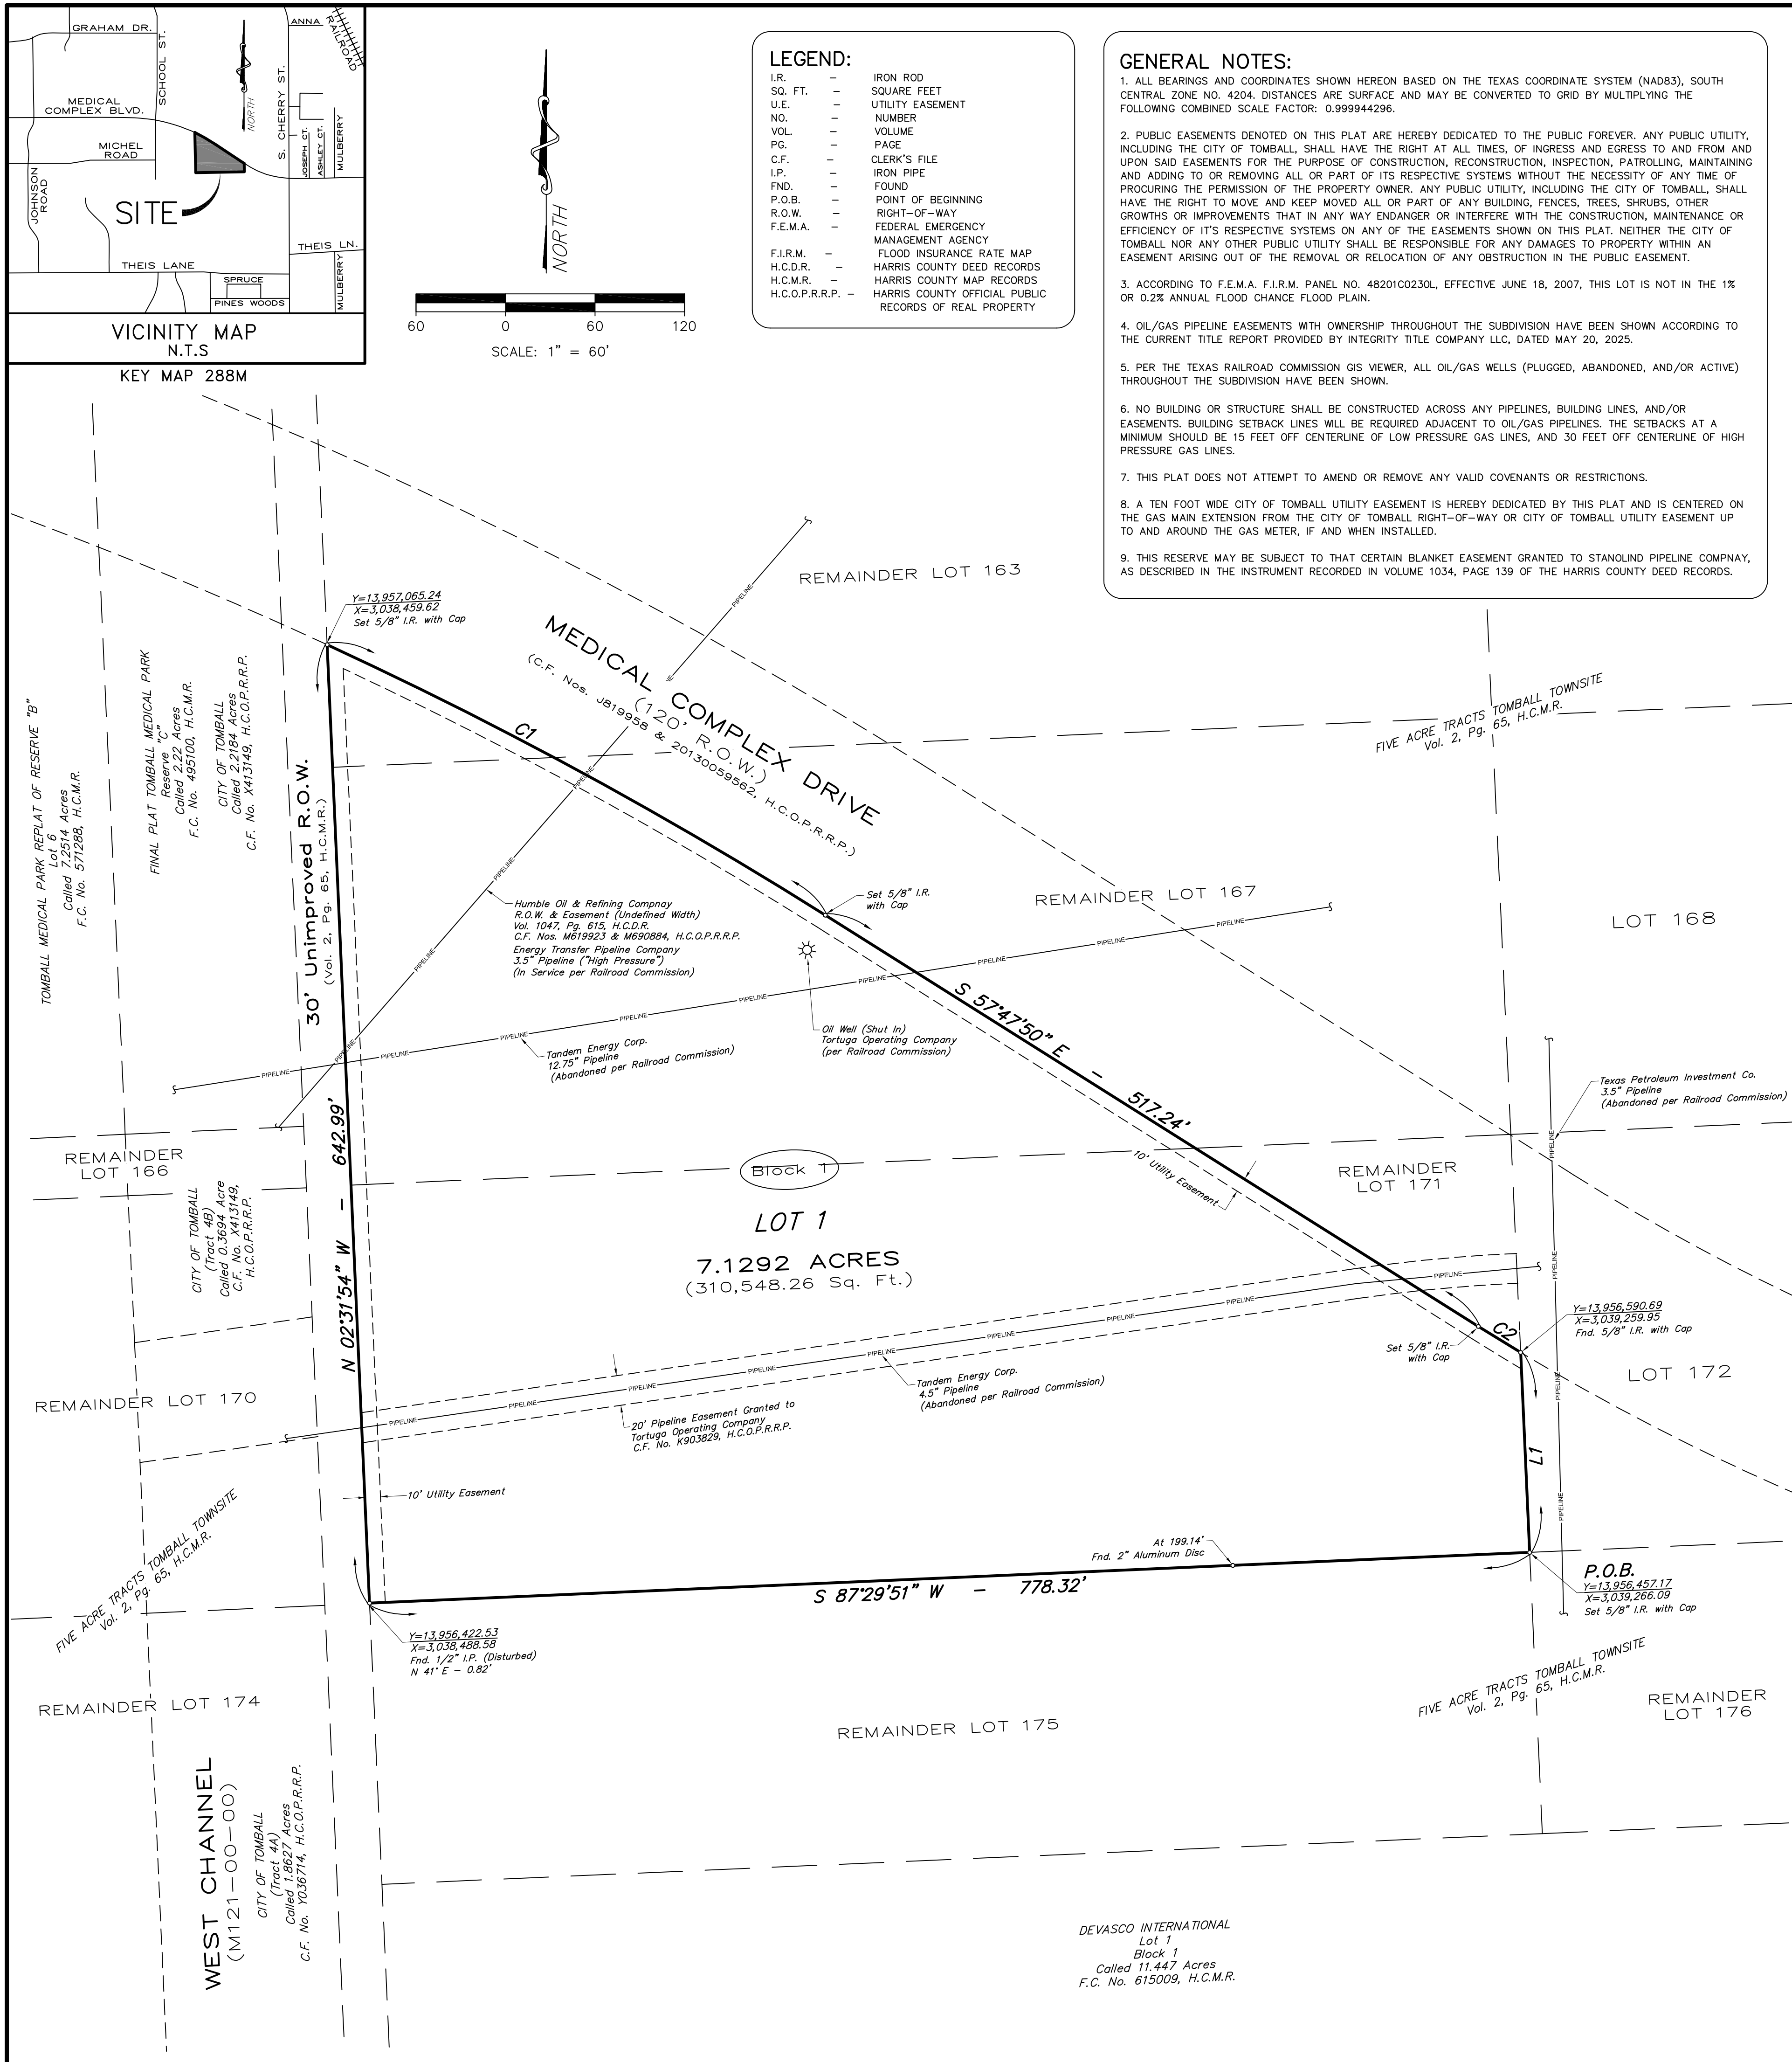 GRAHAM DR.
SCHOOL ST.
ANNA
RAILROAD
MEDICAL
COMPLEX BLVD.
NORTH
S. CHERRY ST.
JOSEPH CT.
ASHLEY CT.
MULBERRY
MICHEL
ROAD
JOHNSON
ROAD
SITE
THEIS LN.
THEIS LANE
SPRUCE
PINES WOODS
MULBERRY
VICINITY MAP
N.T.S
KEY MAP 288M
NORTH
60 0 60 120
SCALE: 1" = 60'
LEGEND:
I.R. – IRON ROD
SQ. FT. – SQUARE FEET
U.E. – UTILITY EASEMENT
NO. – NUMBER
VOL. – VOLUME
PG. – PAGE
C.F. – CLERK'S FILE
I.P. – IRON PIPE
FND. – FOUND
P.O.B. – POINT OF BEGINNING
R.O.W. – RIGHT-OF-WAY
F.E.M.A. – FEDERAL EMERGENCY
MANAGEMENT AGENCY
F.I.R.M. – FLOOD INSURANCE RATE MAP
H.C.D.R. – HARRIS COUNTY DEED RECORDS
H.C.M.R. – HARRIS COUNTY MAP RECORDS
H.C.O.P.R.R.P. – HARRIS COUNTY OFFICIAL PUBLIC
RECORDS OF REAL PROPERTY
GENERAL NOTES:
1. ALL BEARINGS AND COORDINATES SHOWN HEREON BASED ON THE TEXAS COORDINATE SYSTEM (NAD83), SOUTH
CENTRAL ZONE NO. 4204. DISTANCES ARE SURFACE AND MAY BE CONVERTED TO GRID BY MULTIPLYING THE
FOLLOWING COMBINED SCALE FACTOR: 0.999944296.
2. PUBLIC EASEMENTS DENOTED ON THIS PLAT ARE HEREBY DEDICATED TO THE PUBLIC FOREVER. ANY PUBLIC UTILITY,
INCLUDING THE CITY OF TOMBALL, SHALL HAVE THE RIGHT AT ALL TIMES, OF INGRESS AND EGRESS TO AND FROM AND
UPON SAID EASEMENTS FOR THE PURPOSE OF CONSTRUCTION, RECONSTRUCTION, INSPECTION, PATROLLING, MAINTAINING
AND ADDING TO OR REMOVING ALL OR PART OF ITS RESPECTIVE SYSTEMS WITHOUT THE NECESSITY OF ANY TIME OF
PROCURING THE PERMISSION OF THE PROPERTY OWNER. ANY PUBLIC UTILITY, INCLUDING THE CITY OF TOMBALL, SHALL
HAVE THE RIGHT TO MOVE AND KEEP MOVED ALL OR PART OF ANY BUILDING, FENCES, TREES, SHRUBS, OTHER
GROWTHS OR IMPROVEMENTS THAT IN ANY WAY ENDANGER OR INTERFERE WITH THE CONSTRUCTION, MAINTENANCE OR
EFFICIENCY OF IT'S RESPECTIVE SYSTEMS ON ANY OF THE EASEMENTS SHOWN ON THIS PLAT. NEITHER THE CITY OF
TOMBALL NOR ANY OTHER PUBLIC UTILITY SHALL BE RESPONSIBLE FOR ANY DAMAGES TO PROPERTY WITHIN AN
EASEMENT ARISING OUT OF THE REMOVAL OR RELOCATION OF ANY OBSTRUCTION IN THE PUBLIC EASEMENT.
3. ACCORDING TO F.E.M.A. F.I.R.M. PANEL NO. 48201C0230L, EFFECTIVE JUNE 18, 2007, THIS LOT IS NOT IN THE 1%
OR 0.2% ANNUAL FLOOD CHANCE FLOOD PLAIN.
4. OIL/GAS PIPELINE EASEMENTS WITH OWNERSHIP THROUGHOUT THE SUBDIVISION HAVE BEEN SHOWN ACCORDING TO
THE CURRENT TITLE REPORT PROVIDED BY INTEGRITY TITLE COMPANY LLC, DATED MAY 20, 2025.
5. PER THE TEXAS RAILROAD COMMISSION GIS VIEWER, ALL OIL/GAS WELLS (PLUGGED, ABANDONED, AND/OR ACTIVE)
THROUGHOUT THE SUBDIVISION HAVE BEEN SHOWN.
6. NO BUILDING OR STRUCTURE SHALL BE CONSTRUCTED ACROSS ANY PIPELINES, BUILDING LINES, AND/OR
EASEMENTS. BUILDING SETBACK LINES WILL BE REQUIRED ADJACENT TO OIL/GAS PIPELINES. THE SETBACKS AT A
MINIMUM SHOULD BE 15 FEET OFF CENTERLINE OF LOW PRESSURE GAS LINES, AND 30 FEET OFF CENTERLINE OF HIGH
PRESSURE GAS LINES.
7. THIS PLAT DOES NOT ATTEMPT TO AMEND OR REMOVE ANY VALID COVENANTS OR RESTRICTIONS.
8. A TEN FOOT WIDE CITY OF TOMBALL UTILITY EASEMENT IS HEREBY DEDICATED BY THIS PLAT AND IS CENTERED ON
THE GAS MAIN EXTENSION FROM THE CITY OF TOMBALL RIGHT-OF-WAY OR CITY OF TOMBALL UTILITY EASEMENT UP
TO AND AROUND THE GAS METER, IF AND WHEN INSTALLED.
9. THIS RESERVE MAY BE SUBJECT TO THAT CERTAIN BLANKET EASEMENT GRANTED TO STANOLIND PIPELINE COMPNAY,
AS DESCRIBED IN THE INSTRUMENT RECORDED IN VOLUME 1034, PAGE 139 OF THE HARRIS COUNTY DEED RECORDS.
REMAINDER LOT 163
Y=13,957,065.24
X=3,038,459.62
Set 5/8" I.R. with Cap
MEDICAL COMPLEX DRIVE
(120' R.O.W.)
(C.F. Nos. J819958 & 20130059562, H.C.O.P.R.R.P.)
C1
FIVE ACRE TRACTS TOMBALL TOWNSITE
Vol. 2, Pg. 65, H.C.M.R.
TOMBALL MEDICAL PARK REPLAT OF RESERVE "B"
Lot 6
Called 7.2514 Acres
F.C. No. 571288, H.C.M.R.
FINAL PLAT TOMBALL MEDICAL PARK
Reserve "C"
Called 2.22 Acres
F.C. No. 495100, H.C.M.R.
CITY OF TOMBALL
Called 2.2184 Acres
C.F. No. X413149, H.C.O.P.R.R.P.
30' Unimproved R.O.W.
(Vol. 2, Pg. 65, H.C.M.R.)
Humble Oil & Refining Compnay
R.O.W. & Easement (Undefined Width)
Vol. 1047, Pg. 615, H.C.D.R.
C.F. Nos. M619923 & M690884, H.C.O.P.R.R.P.
Energy Transfer Pipeline Company
3.5" Pipeline ("High Pressure")
(In Service per Railroad Commission)
PIPELINE
PIPELINE
PIPELINE
PIPELINE
PIPELINE
Set 5/8" I.R.
with Cap
REMAINDER LOT 167
LOT 168
PIPELINE
PIPELINE
PIPELINE
PIPELINE
PIPELINE
PIPELINE
PIPELINE
PIPELINE
PIPELINE
Tandem Energy Corp.
12.75" Pipeline
(Abandoned per Railroad Commission)
Oil Well (Shut In)
Tortuga Operating Company
(per Railroad Commission)
S 57°47'50" E – 517.24'
Texas Petroleum Investment Co.
3.5" Pipeline
(Abandoned per Railroad Commission)
PIPELINE
PIPELINE
PIPELINE
PIPELINE
REMAINDER
LOT 166
N 02°31'54" W – 642.99'
Block 1
LOT 1
7.1292 ACRES
(310,548.26 Sq. Ft.)
10' Utility Easement
REMAINDER
LOT 171
CITY OF TOMBALL
(Tract 4B)
Called 0.3694 Acre
C.F. No. X413149,
H.C.O.P.R.R.P.
REMAINDER LOT 170
PIPELINE
PIPELINE
PIPELINE
PIPELINE
PIPELINE
PIPELINE
PIPELINE
PIPELINE
PIPELINE
Tandem Energy Corp.
4.5" Pipeline
(Abandoned per Railroad Commission)
20' Pipeline Easement Granted to
Tortuga Operating Company
C.F. No. K903829, H.C.O.P.R.R.P.
Set 5/8" I.R.
with Cap
C2
Y=13,956,590.69
X=3,039,259.95
Fnd. 5/8" I.R. with Cap
LOT 172
L1
10' Utility Easement
FIVE ACRE TRACTS TOMBALL TOWNSITE
Vol. 2, Pg. 65, H.C.M.R.
At 199.14'
Fnd. 2" Aluminum Disc
S 87°29'51" W – 778.32'
P.O.B.
Y=13,956,457.17
X=3,039,266.09
Set 5/8" I.R. with Cap
Y=13,956,422.53
X=3,038,488.58
Fnd. 1/2" I.P. (Disturbed)
N 41° E – 0.82'
REMAINDER LOT 174
REMAINDER LOT 175
FIVE ACRE TRACTS TOMBALL TOWNSITE
Vol. 2, Pg. 65, H.C.M.R.
REMAINDER
LOT 176
WEST CHANNEL
(M121-00-00)
CITY OF TOMBALL
(Tract 4A)
Called 1.8627 Acres
C.F. No. Y036714, H.C.O.P.R.R.P.
DEVASCO INTERNATIONAL
Lot 1
Block 1
Called 11.447 Acres
F.C. No. 615009, H.C.M.R.